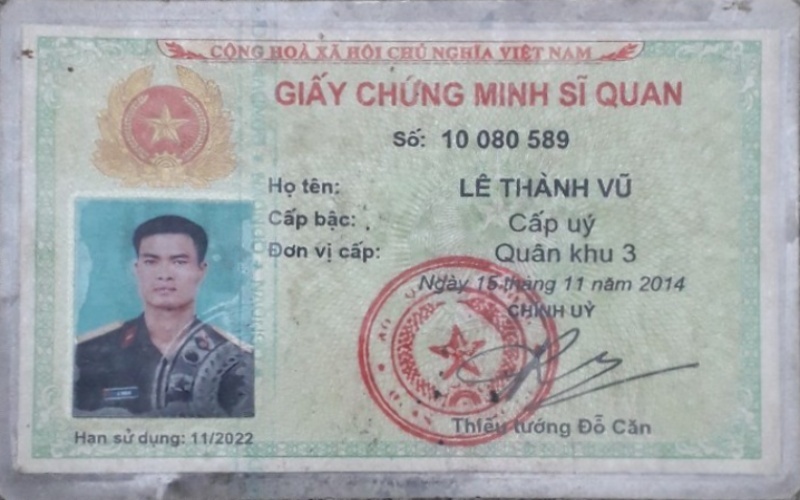 CỘNG HOÀ XÃ HỘI CHỦ NGHĨA VIỆT NAM
GIẤY CHỨNG MINH SĨ QUAN
Số: 10 080 589
Họ tên: LÊ THÀNH VŨ
Cấp bậc: Cấp uý
Đơn vị cấp: Quân khu 3
Ngày 15 tháng 11 năm 2014
CHÍNH UỶ
Thiếu tướng Đỗ Căn
Hạn sử dụng: 11/2022